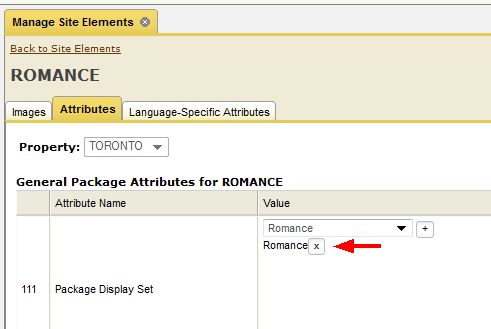 Manage Site Elements
Back to Site Elements
ROMANCE
Images Attributes Language-Specific Attributes
Property: TORONTO
General Package Attributes for ROMANCE
Attribute Name Value
Romance +
Romance x
111 Package Display Set